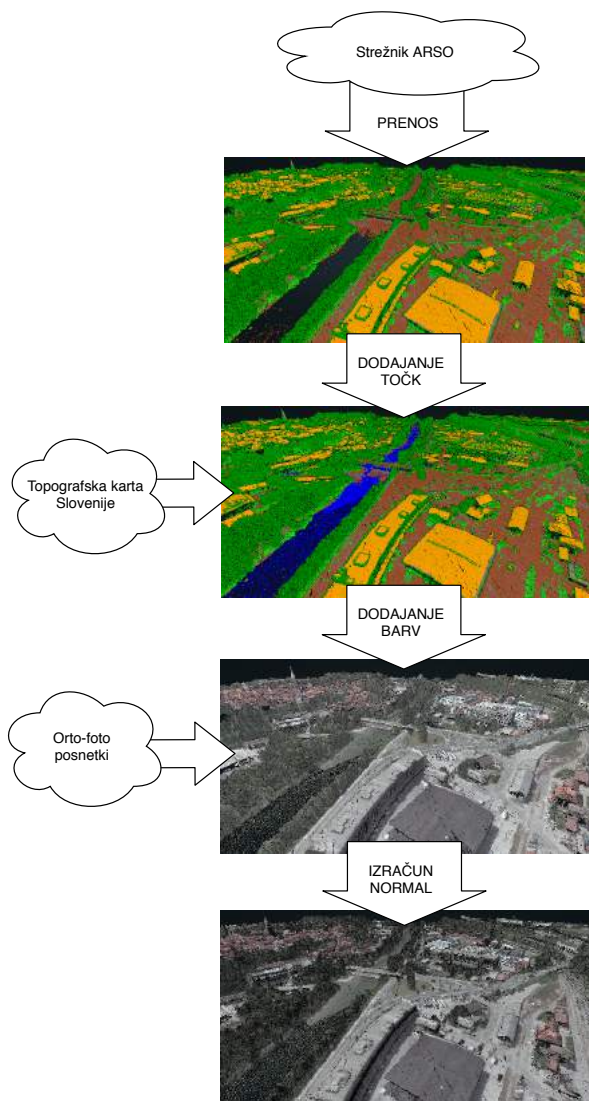 Strežnik ARSO
PRENOS
DODAJANJE
TOČK
Topografska karta
Slovenije
DODAJANJE
BARV
Orto-foto
posnetki
IZRAČUN
NORMAL